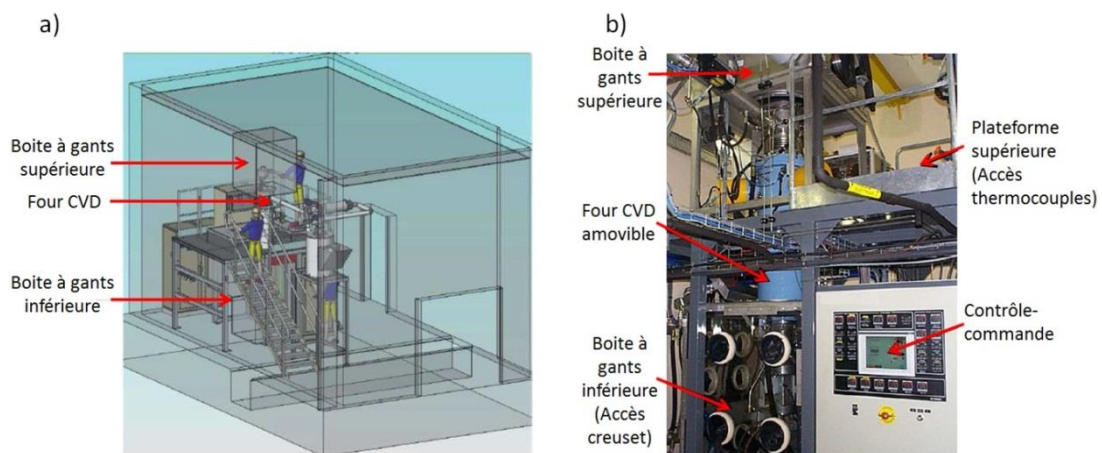 a)
Boite à gants
supérieure
Four CVD
Boite à gants
inférieure
b)
Boite à
gants
supérieure
Four CVD
amovible
Boite à
gants
inférieure
(Accès
creuset)
Plateforme
supérieure
(Accès
thermocouples)
Contrôle-
commande